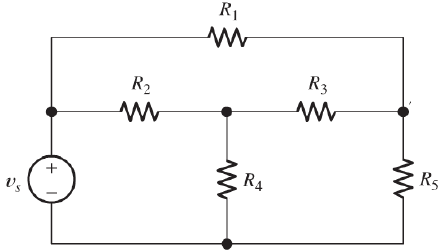 R₁
R₂ R₃
+
vₛ R₄ R₅
−